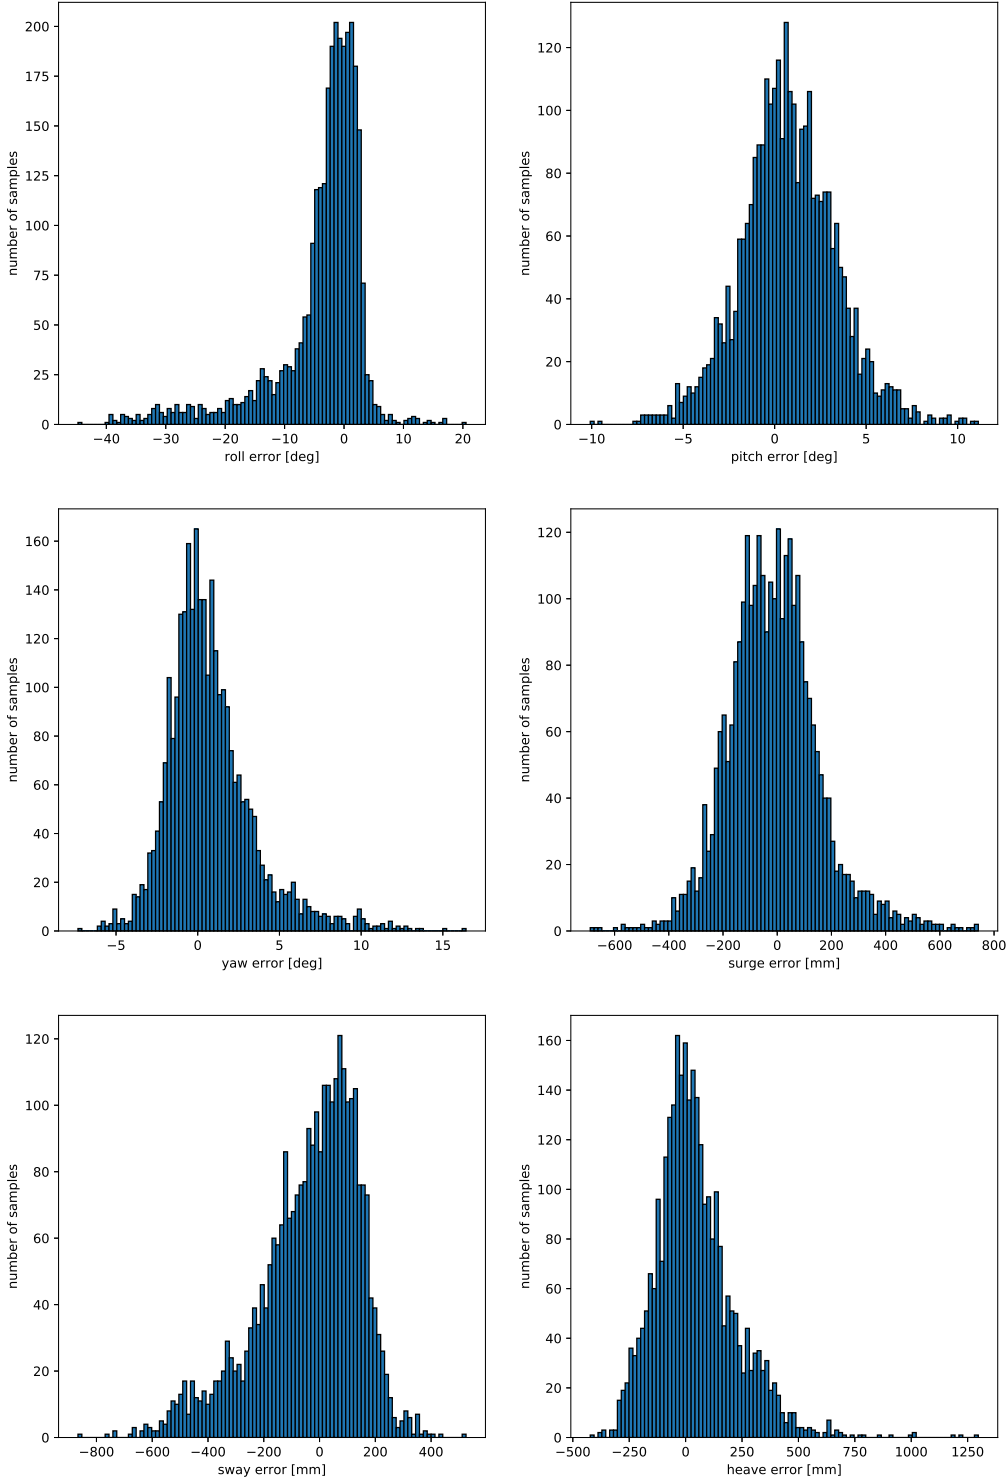 200
175
150
125
100
75
50
25
0
number of samples
−40 −30 −20 −10 0 10 20
roll error [deg]
120
100
80
60
40
20
0
number of samples
−10 −5 0 5 10
pitch error [deg]
160
140
120
100
80
60
40
20
0
number of samples
−5 0 5 10 15
yaw error [deg]
120
100
80
60
40
20
0
number of samples
−600 −400 −200 0 200 400 600 800
surge error [mm]
120
100
80
60
40
20
0
number of samples
−800 −600 −400 −200 0 200 400
sway error [mm]
160
140
120
100
80
60
40
20
0
number of samples
−500 −250 0 250 500 750 1000 1250
heave error [mm]